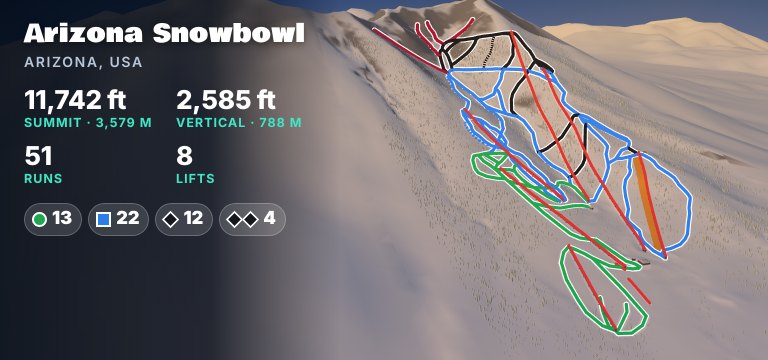 Arizona Snowbowl
ARIZONA, USA
11,742 ft 2,585 ft
SUMMIT · 3,579 M VERTICAL · 788 M
51 8
RUNS LIFTS
13 22 12 4